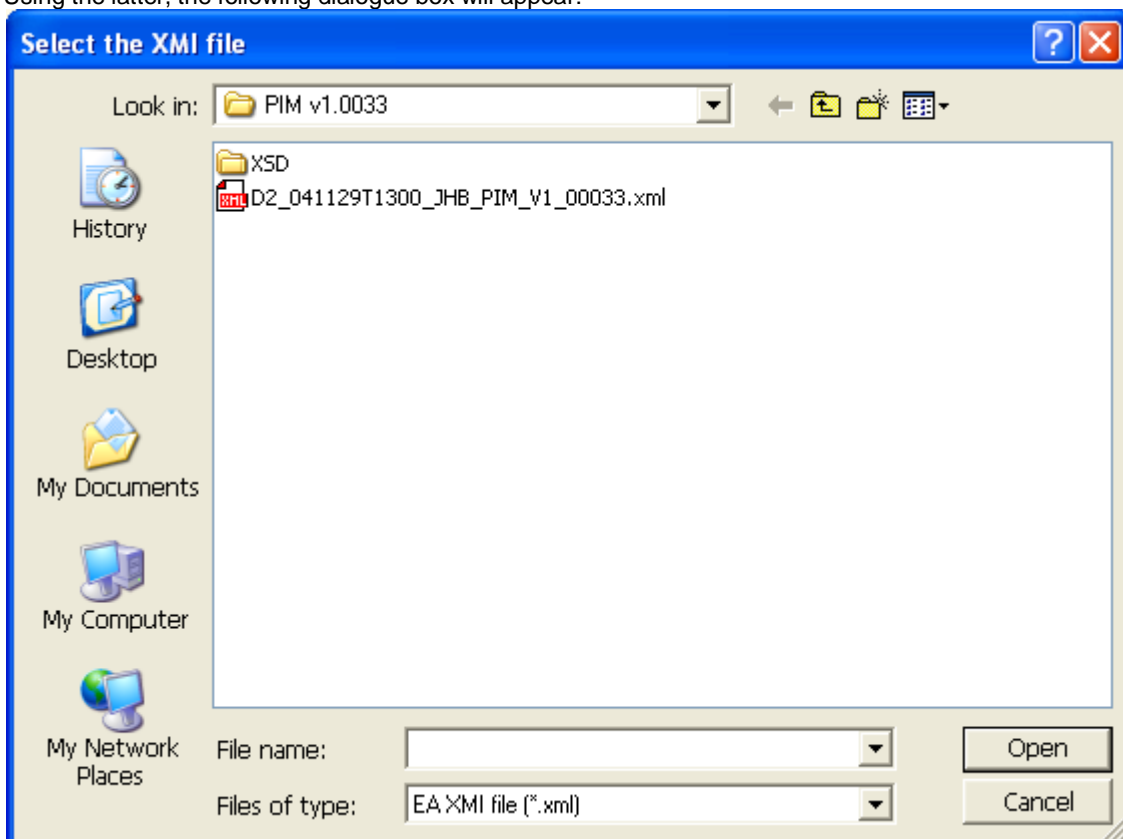 Using the latter, the following dialogue box will appear:
Select the XMI file
Look in: PIM v1.0033
XSD
XML D2_041129T1300_JHB_PIM_V1_00033.xml
History
Desktop
My Documents
My Computer
My Network
Places
File name: Open
Files of type: EA XMI file (*.xml) Cancel